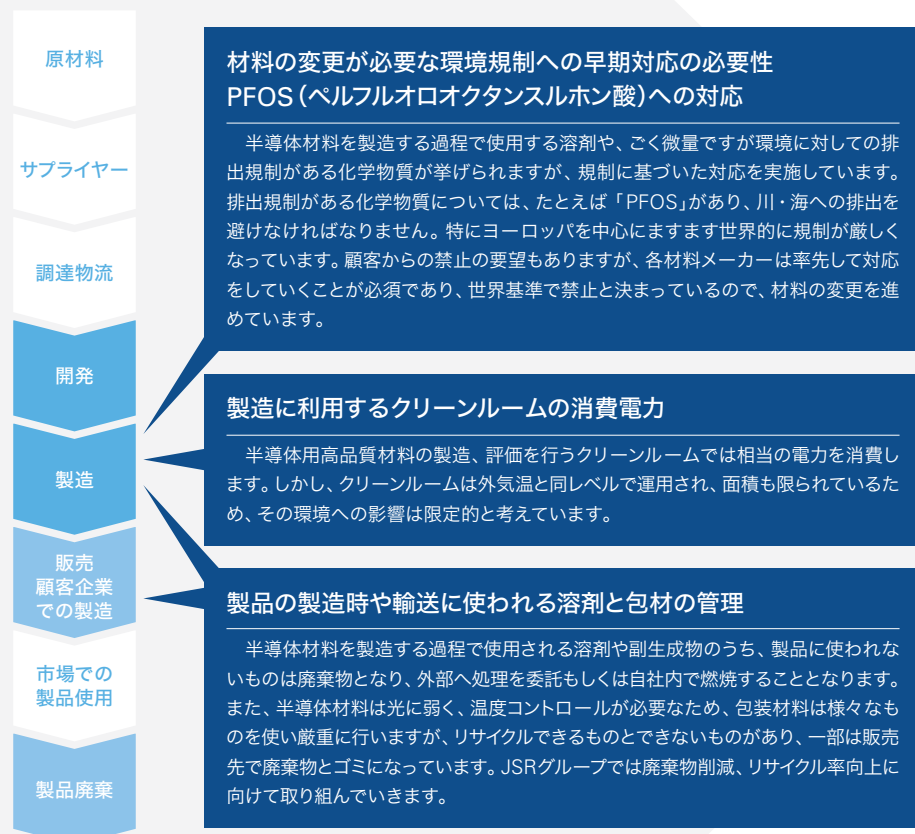 原材料
サプライヤー
調達物流
開発
製造
販売
顧客企業
での製造
市場での
製品使用
製品廃棄
材料の変更が必要な環境規制への早期対応の必要性
PFOS（ペルフルオロオクタンスルホン酸）への対応
半導体材料を製造する過程で使用する溶剤や、ごく微量ですが環境に対しての排
出規制がある化学物質が挙げられますが、規制に基づいた対応を実施しています。
排出規制がある化学物質については、たとえば「PFOS」があり、川・海への排出を
避けなければなりません。特にヨーロッパを中心にますます世界的に規制が厳しく
なっています。顧客からの禁止の要望もありますが、各材料メーカーは率先して対応
をしていくことが必須であり、世界基準で禁止と決まっているので、材料の変更を進
めています。
製造に利用するクリーンルームの消費電力
半導体用高品質材料の製造、評価を行うクリーンルームでは相当の電力を消費し
ます。しかし、クリーンルームは外気温と同レベルで運用され、面積も限られているた
め、その環境への影響は限定的と考えています。
製品の製造時や輸送に使われる溶剤と包材の管理
半導体材料を製造する過程で使用される溶剤や副生成物のうち、製品に使われな
いものは廃棄物となり、外部へ処理を委託もしくは自社内で燃焼することとなります。
また、半導体材料は光に弱く、温度コントロールが必要なため、包装材料は様々なも
のを使い厳重に行いますが、リサイクルできるものとできないものがあり、一部は販売
先で廃棄物とゴミになっています。JSRグループでは廃棄物削減、リサイクル率向上に
向けて取り組んでいきます。